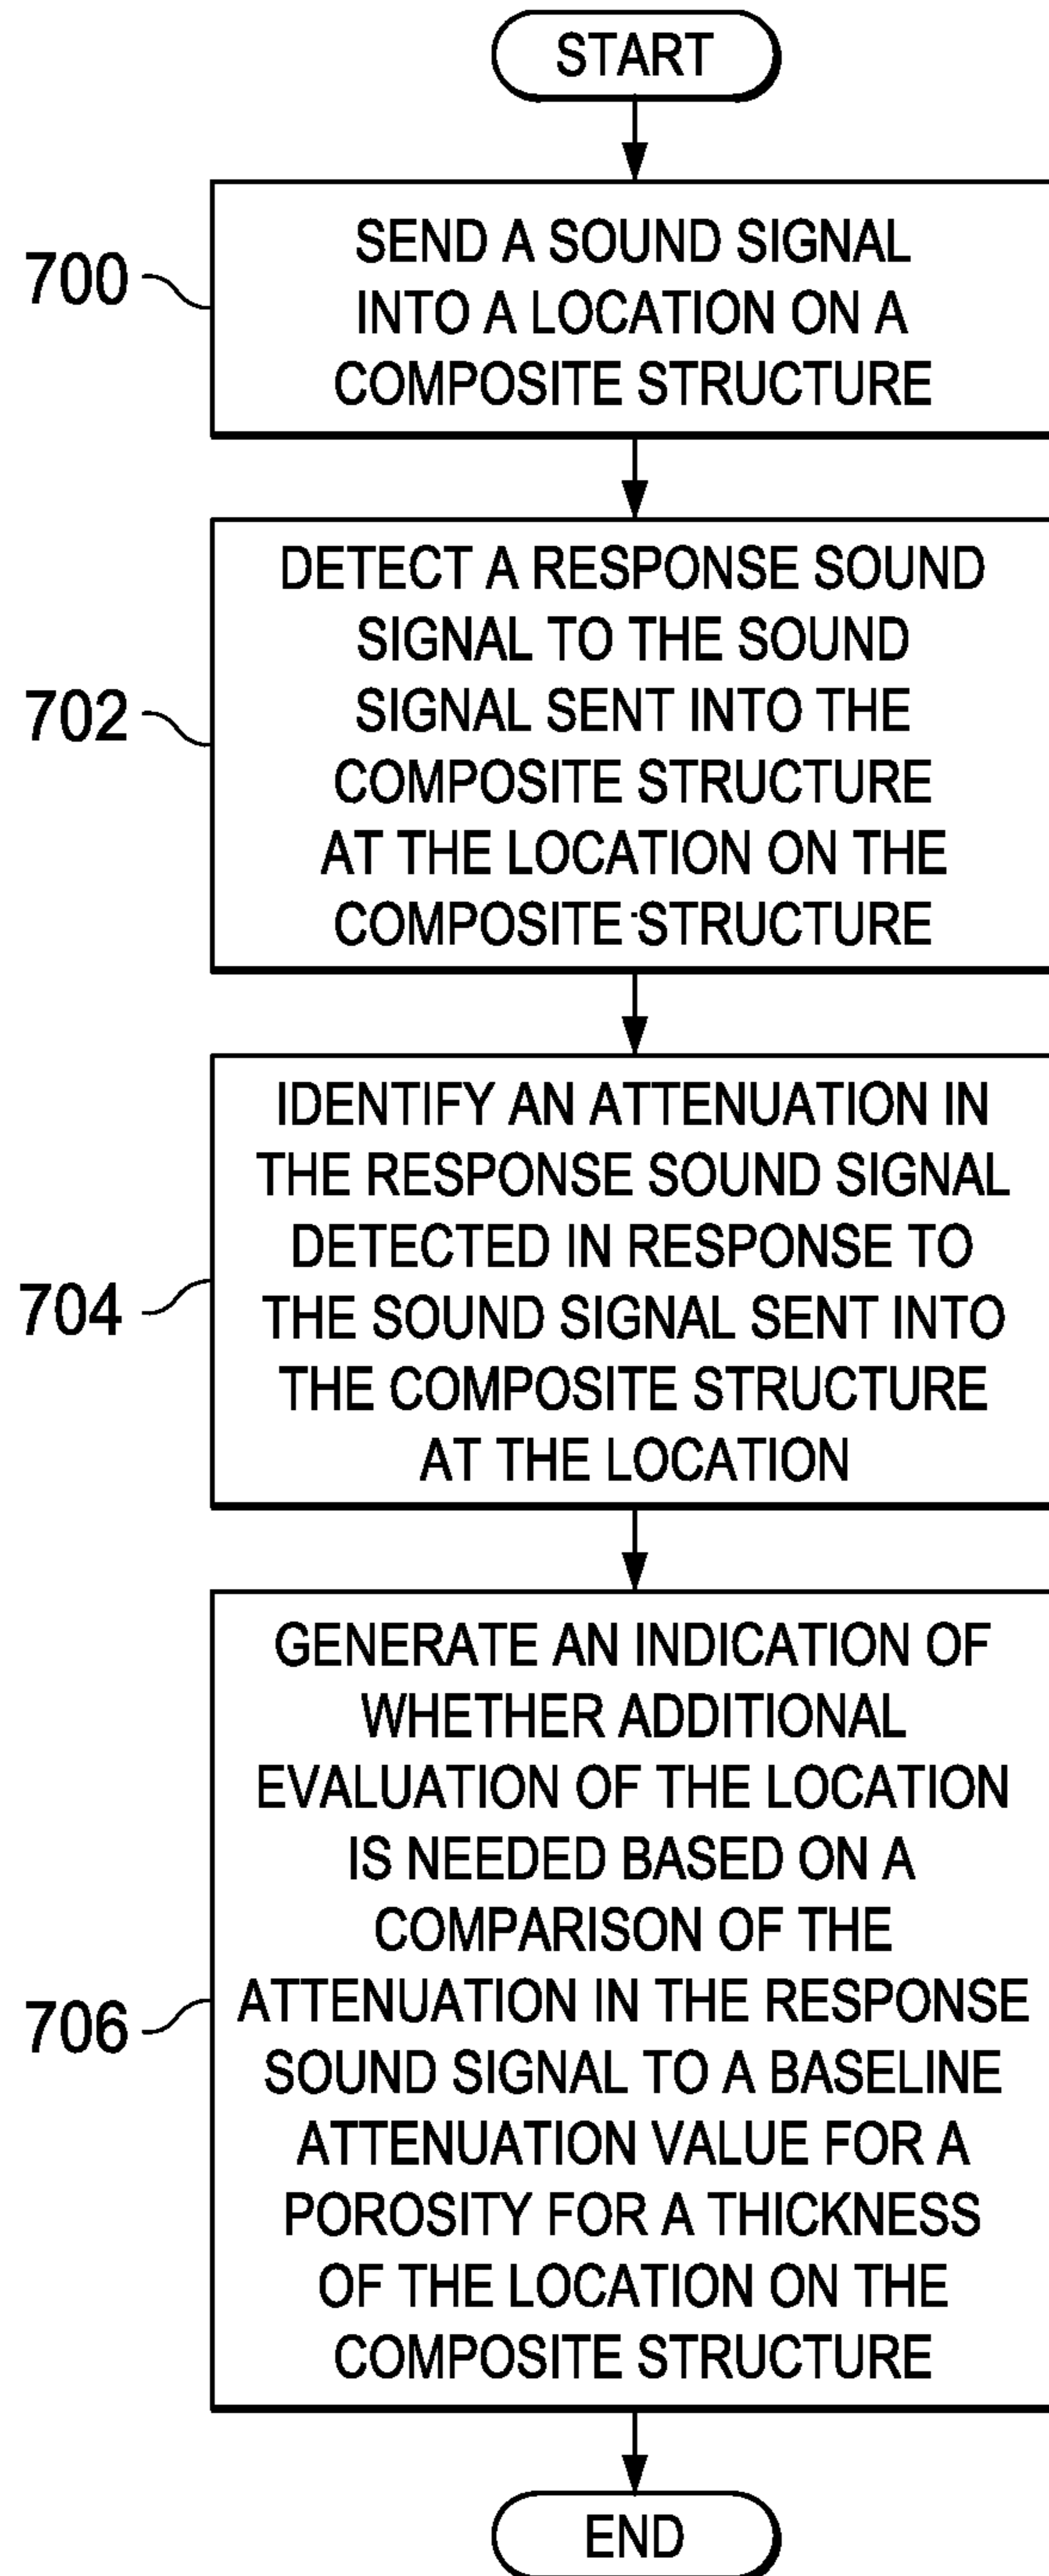 START
700
SEND A SOUND SIGNAL
INTO A LOCATION ON A
COMPOSITE STRUCTURE
702
DETECT A RESPONSE SOUND
SIGNAL TO THE SOUND
SIGNAL SENT INTO THE
COMPOSITE STRUCTURE
AT THE LOCATION ON THE
COMPOSITE STRUCTURE
704
IDENTIFY AN ATTENUATION IN
THE RESPONSE SOUND SIGNAL
DETECTED IN RESPONSE TO
THE SOUND SIGNAL SENT INTO
THE COMPOSITE STRUCTURE
AT THE LOCATION
706
GENERATE AN INDICATION OF
WHETHER ADDITIONAL
EVALUATION OF THE LOCATION
IS NEEDED BASED ON A
COMPARISON OF THE
ATTENUATION IN THE RESPONSE
SOUND SIGNAL TO A BASELINE
ATTENUATION VALUE FOR A
POROSITY FOR A THICKNESS
OF THE LOCATION ON THE
COMPOSITE STRUCTURE
END